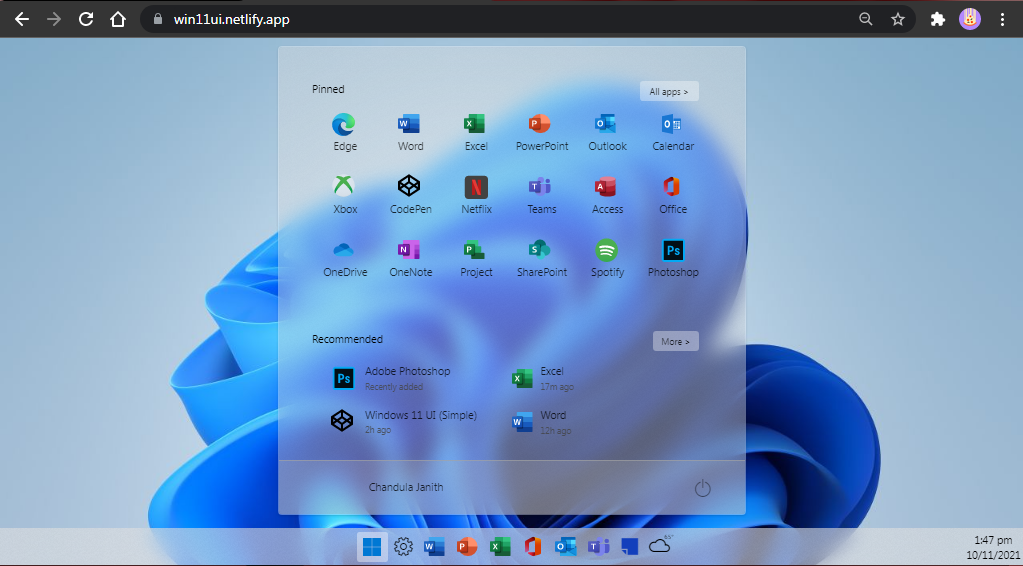 win11ui.netlify.app
Pinned
All apps >
Edge
Word
Excel
PowerPoint
Outlook
Calendar
Xbox
CodePen
Netflix
Teams
Access
Office
OneDrive
OneNote
Project
SharePoint
Spotify
Photoshop
Recommended
More >
Adobe Photoshop
Recently added
Excel
17m ago
Windows 11 UI (Simple)
2h ago
Word
12h ago
Chandula Janith
1:47 pm
10/11/2021